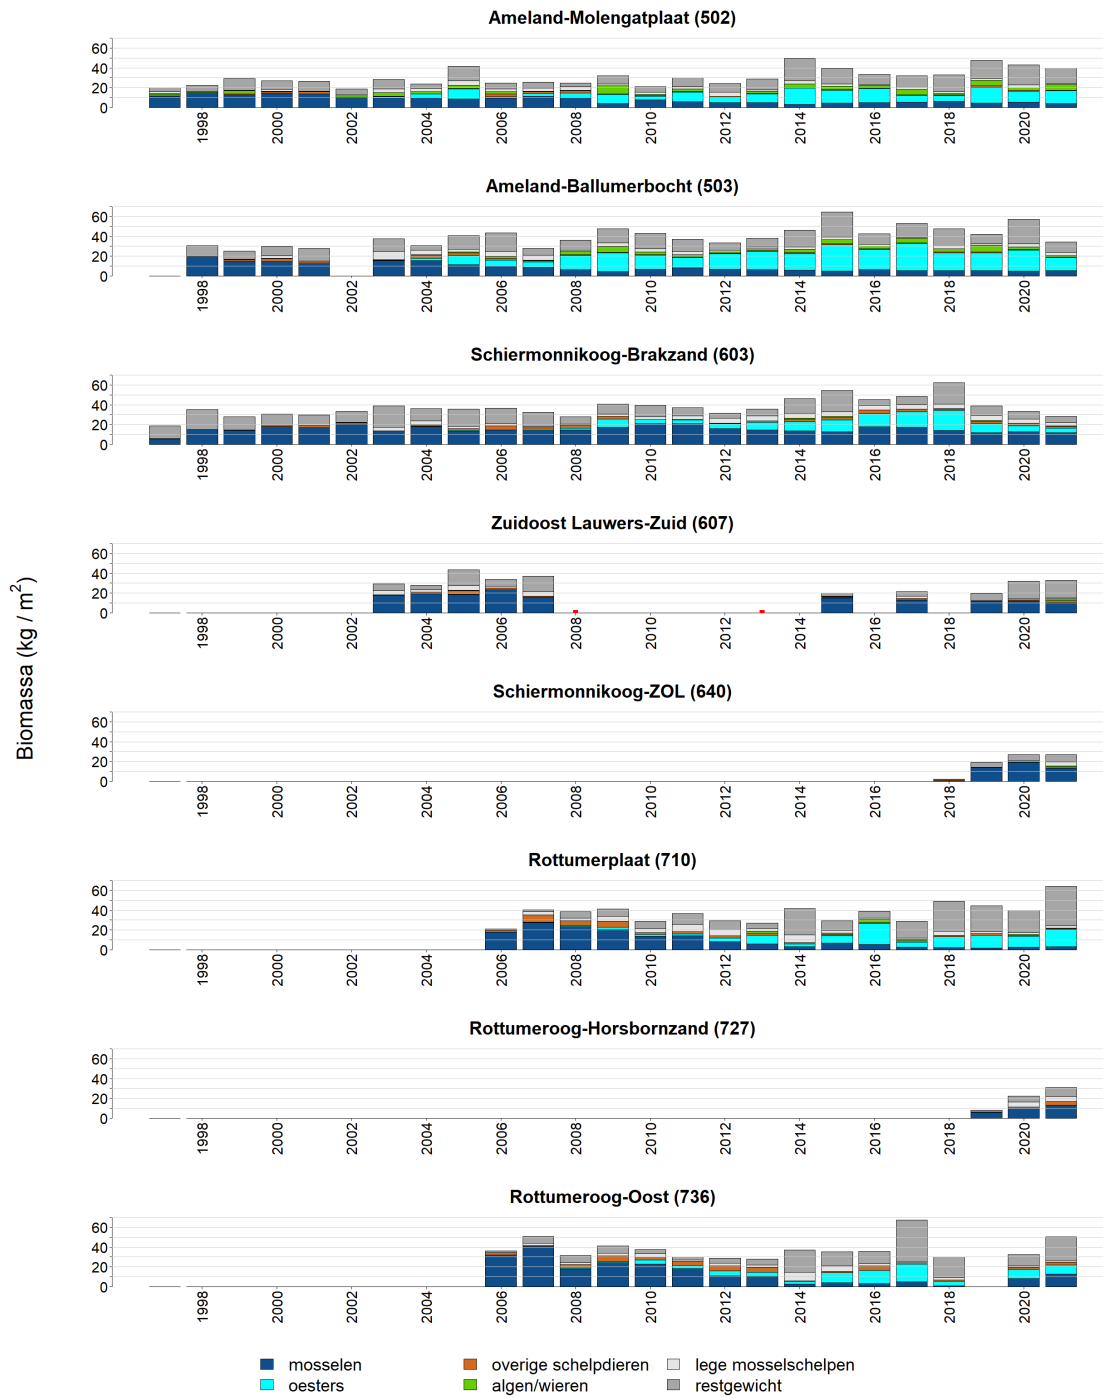 Ameland-Molengatplaat (502)
60
40
20
0
1998 2000 2002 2004 2006 2008 2010 2012 2014 2016 2018 2020
Ameland-Ballumerbocht (503)
60
40
20
0
1998 2000 2002 2004 2006 2008 2010 2012 2014 2016 2018 2020
Schiermonnikoog-Brakzand (603)
60
40
20
0
1998 2000 2002 2004 2006 2008 2010 2012 2014 2016 2018 2020
Zuidoost Lauwers-Zuid (607)
60
40
20
0
1998 2000 2002 2004 2006 2008 2010 2012 2014 2016 2018 2020
Biomassa (kg / m²)
Schiermonnikoog-ZOL (640)
60
40
20
0
1998 2000 2002 2004 2006 2008 2010 2012 2014 2016 2018 2020
Rottumerplaat (710)
60
40
20
0
1998 2000 2002 2004 2006 2008 2010 2012 2014 2016 2018 2020
Rottumeroog-Horsbornzand (727)
60
40
20
0
1998 2000 2002 2004 2006 2008 2010 2012 2014 2016 2018 2020
Rottumeroog-Oost (736)
60
40
20
0
1998 2000 2002 2004 2006 2008 2010 2012 2014 2016 2018 2020
mosselen overige schelpdieren lege mosselschelpen
oesters algen/wieren restgewicht